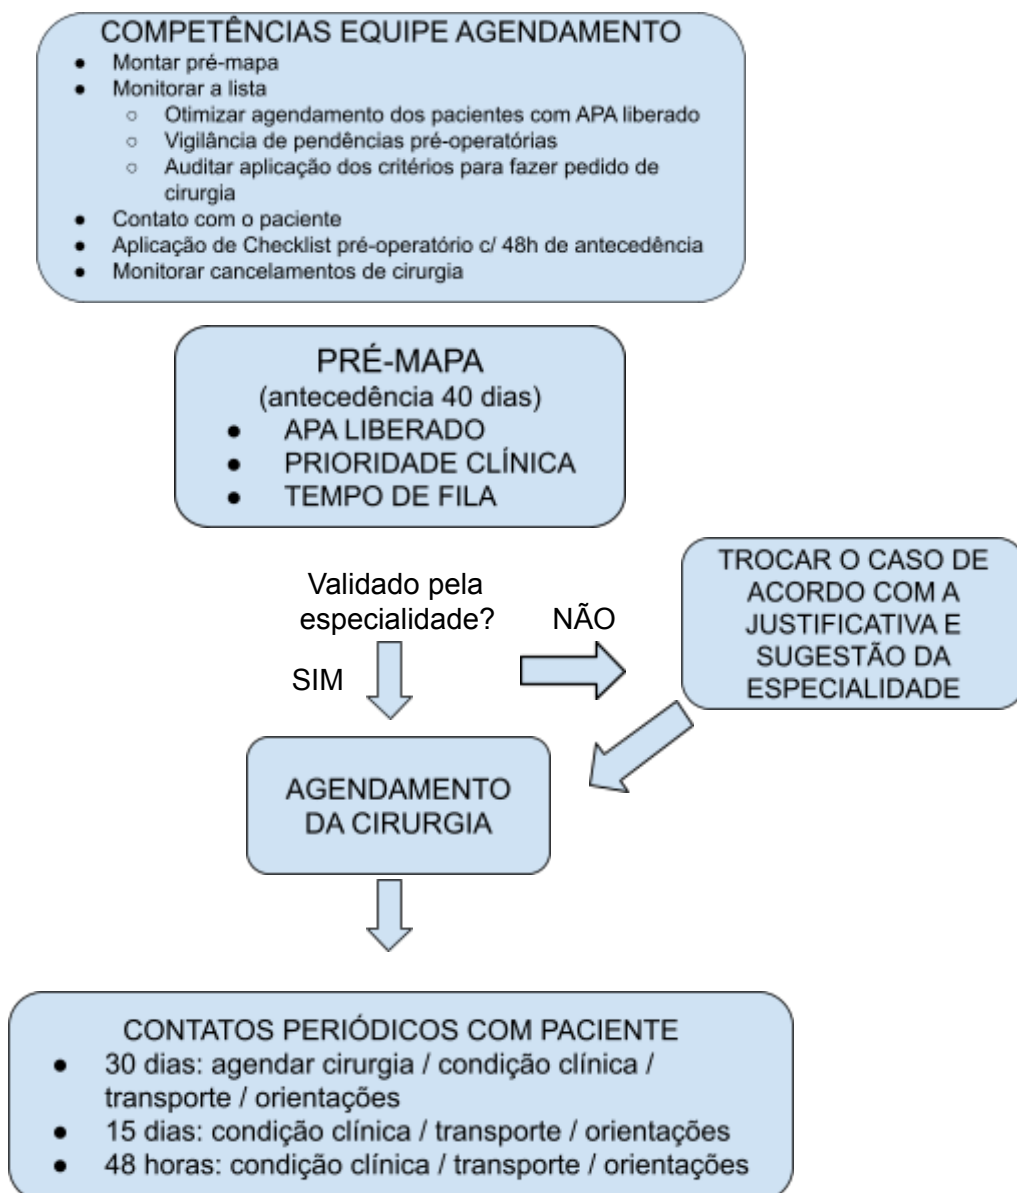 COMPETÊNCIAS EQUIPE AGENDAMENTO
● Montar pré-mapa
● Monitorar a lista
○ Otimizar agendamento dos pacientes com APA liberado
○ Vigilância de pendências pré-operatórias
○ Auditar aplicação dos critérios para fazer pedido de
cirurgia
● Contato com o paciente
● Aplicação de Checklist pré-operatório c/ 48h de antecedência
● Monitorar cancelamentos de cirurgia
PRÉ-MAPA
(antecedência 40 dias)
● APA LIBERADO
● PRIORIDADE CLÍNICA
● TEMPO DE FILA
Validado pela
especialidade?
NÃO
SIM
TROCAR O CASO DE
ACORDO COM A
JUSTIFICATIVA E
SUGESTÃO DA
ESPECIALIDADE
AGENDAMENTO
DA CIRURGIA
CONTATOS PERIÓDICOS COM PACIENTE
● 30 dias: agendar cirurgia / condição clínica /
transporte / orientações
● 15 dias: condição clínica / transporte / orientações
● 48 horas: condição clínica / transporte / orientações